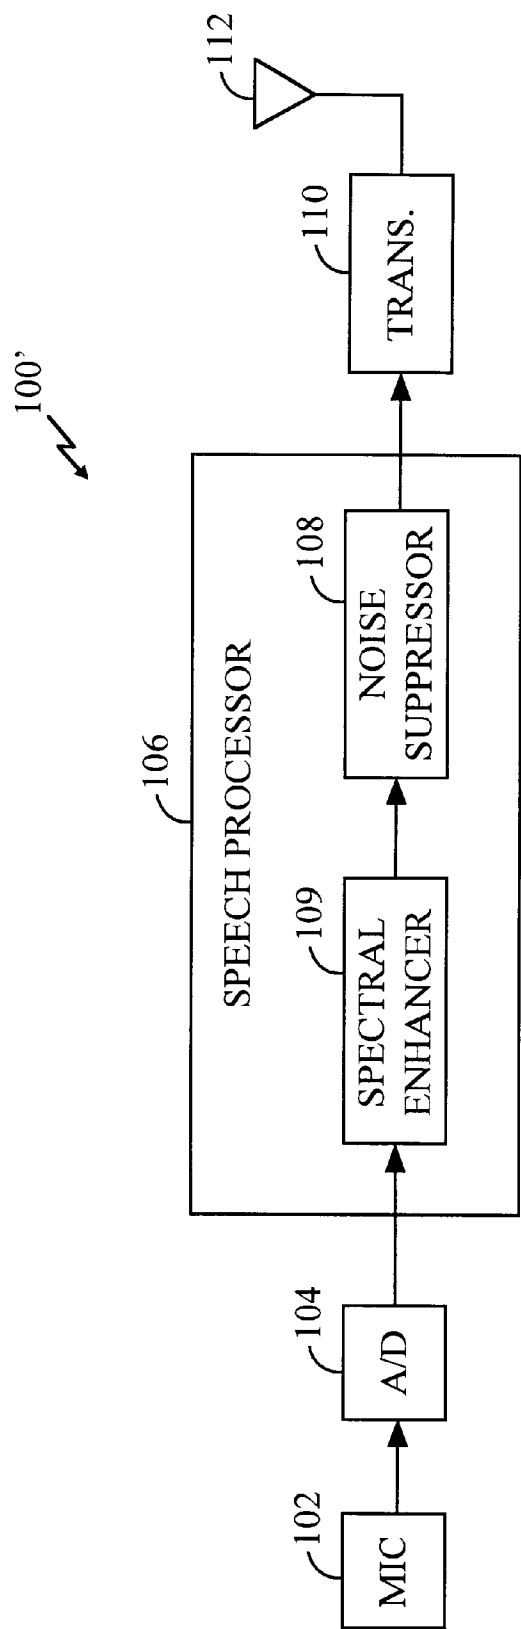 100’
112
110
TRANS.
106
SPEECH PROCESSOR
108
NOISE
SUPPRESSOR
109
SPECTRAL
ENHANCER
104
A/D
102
MIC